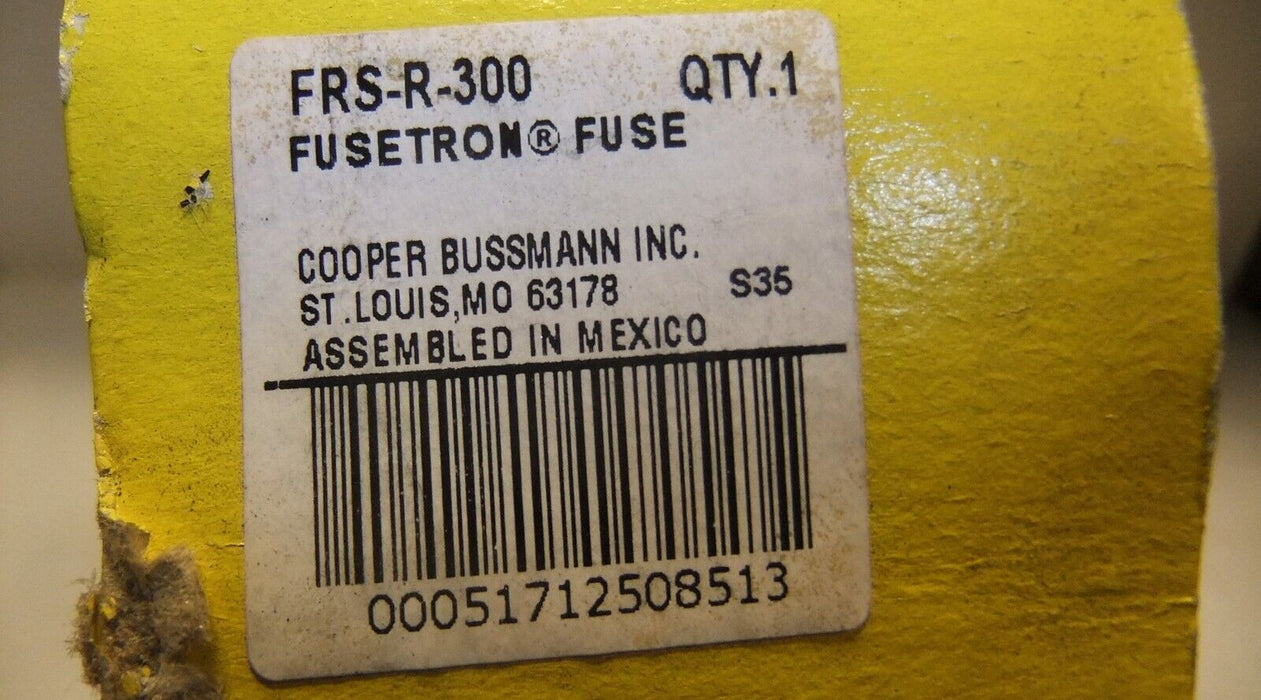 FRS-R-300 QTY.1
FUSETRON® FUSE
COOPER BUSSMANN INC.
ST.LOUIS,MO 63178 S35
ASSEMBLED IN MEXICO
00051712508513